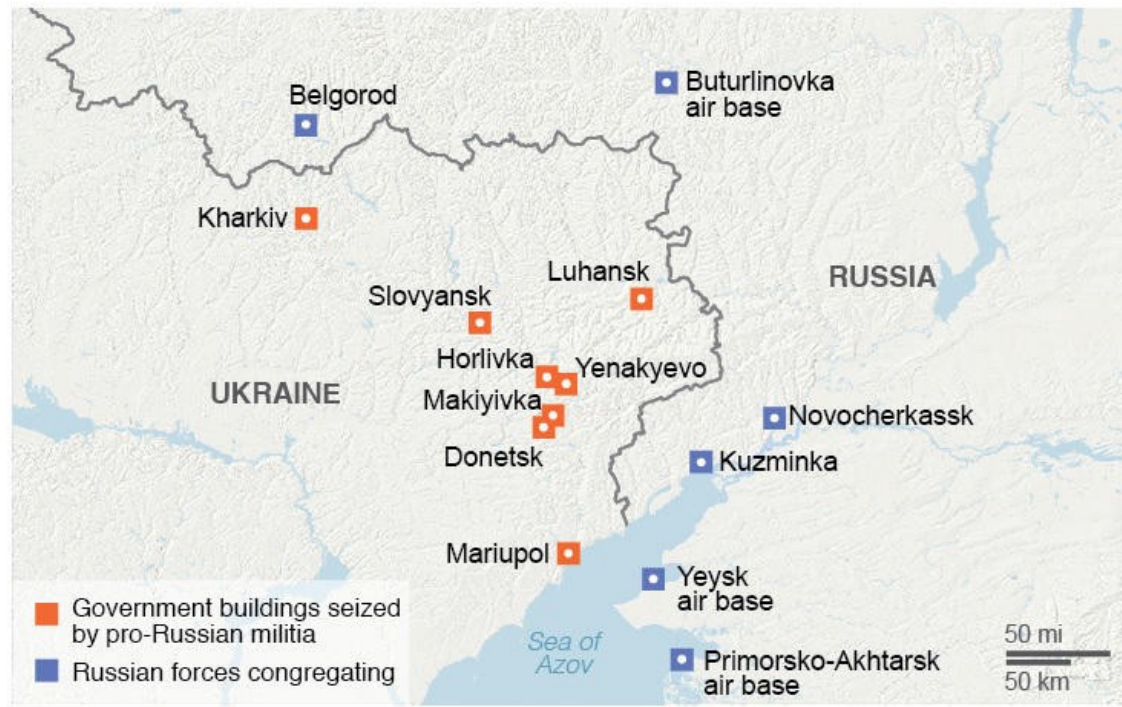 Buturlinovka
air base
Belgorod
Kharkiv
Luhansk
RUSSIA
Slovyansk
Horlivka
Yenakyevo
UKRAINE
Makiyivka
Novocherkassk
Donetsk
Kuzminka
Mariupol
Yeysk
air base
Government buildings seized
by pro-Russian militia
Russian forces congregating
Sea of
Azov
Primorsko-Akhtarsk
air base
50 mi
50 km